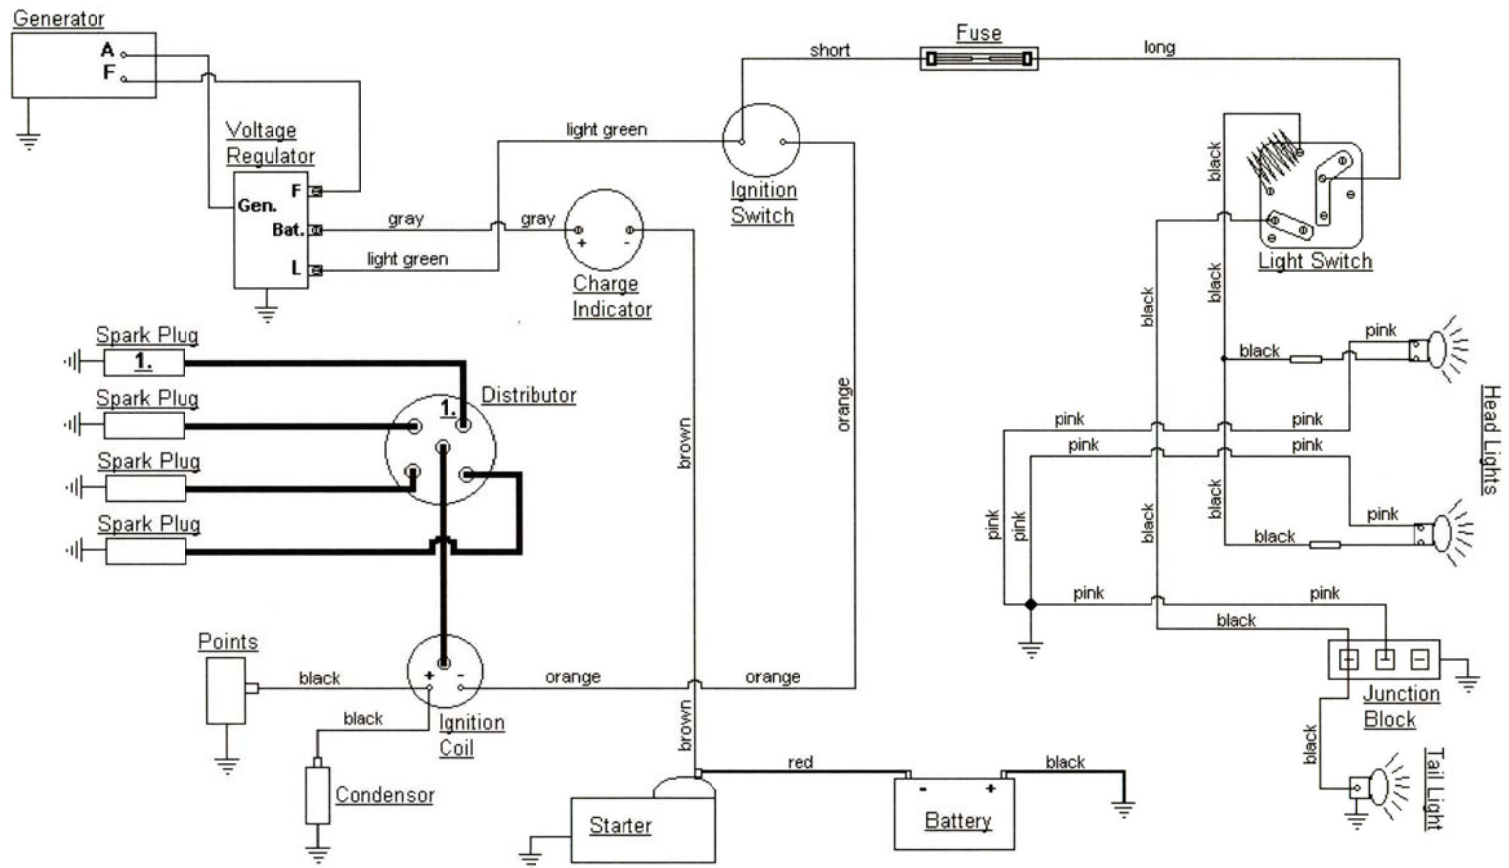 Generator
A
F
Voltage
Regulator
F
Gen.
Bat.
L
light green
gray
gray
light green
Charge
Indicator
+
-
short
Fuse
long
Ignition
Switch
black
Light Switch
black
black
pink
black
Head Lights
pink
pink
pink
pink
black
black
pink
black
pink
pink
pink
pink
black
Junction
Block
black
Tail Light
Spark Plug
1.
Spark Plug
Spark Plug
Spark Plug
1.
Distributor
brown
orange
Points
black
+
-
orange
orange
black
Ignition
Coil
brown
Condensor
Starter
red
black
-
+
Battery